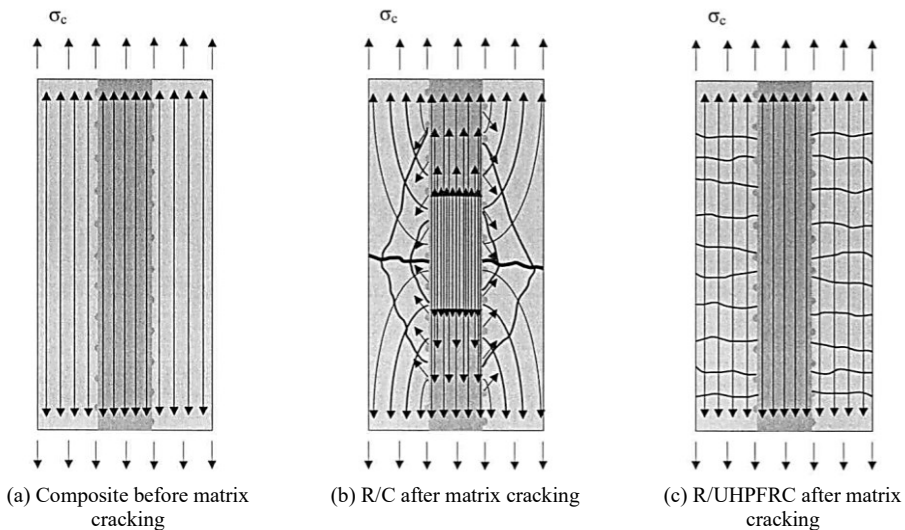 σc
σc
σc
(a) Composite before matrix
cracking
(b) R/C after matrix cracking
(c) R/UHPFRC after matrix
cracking